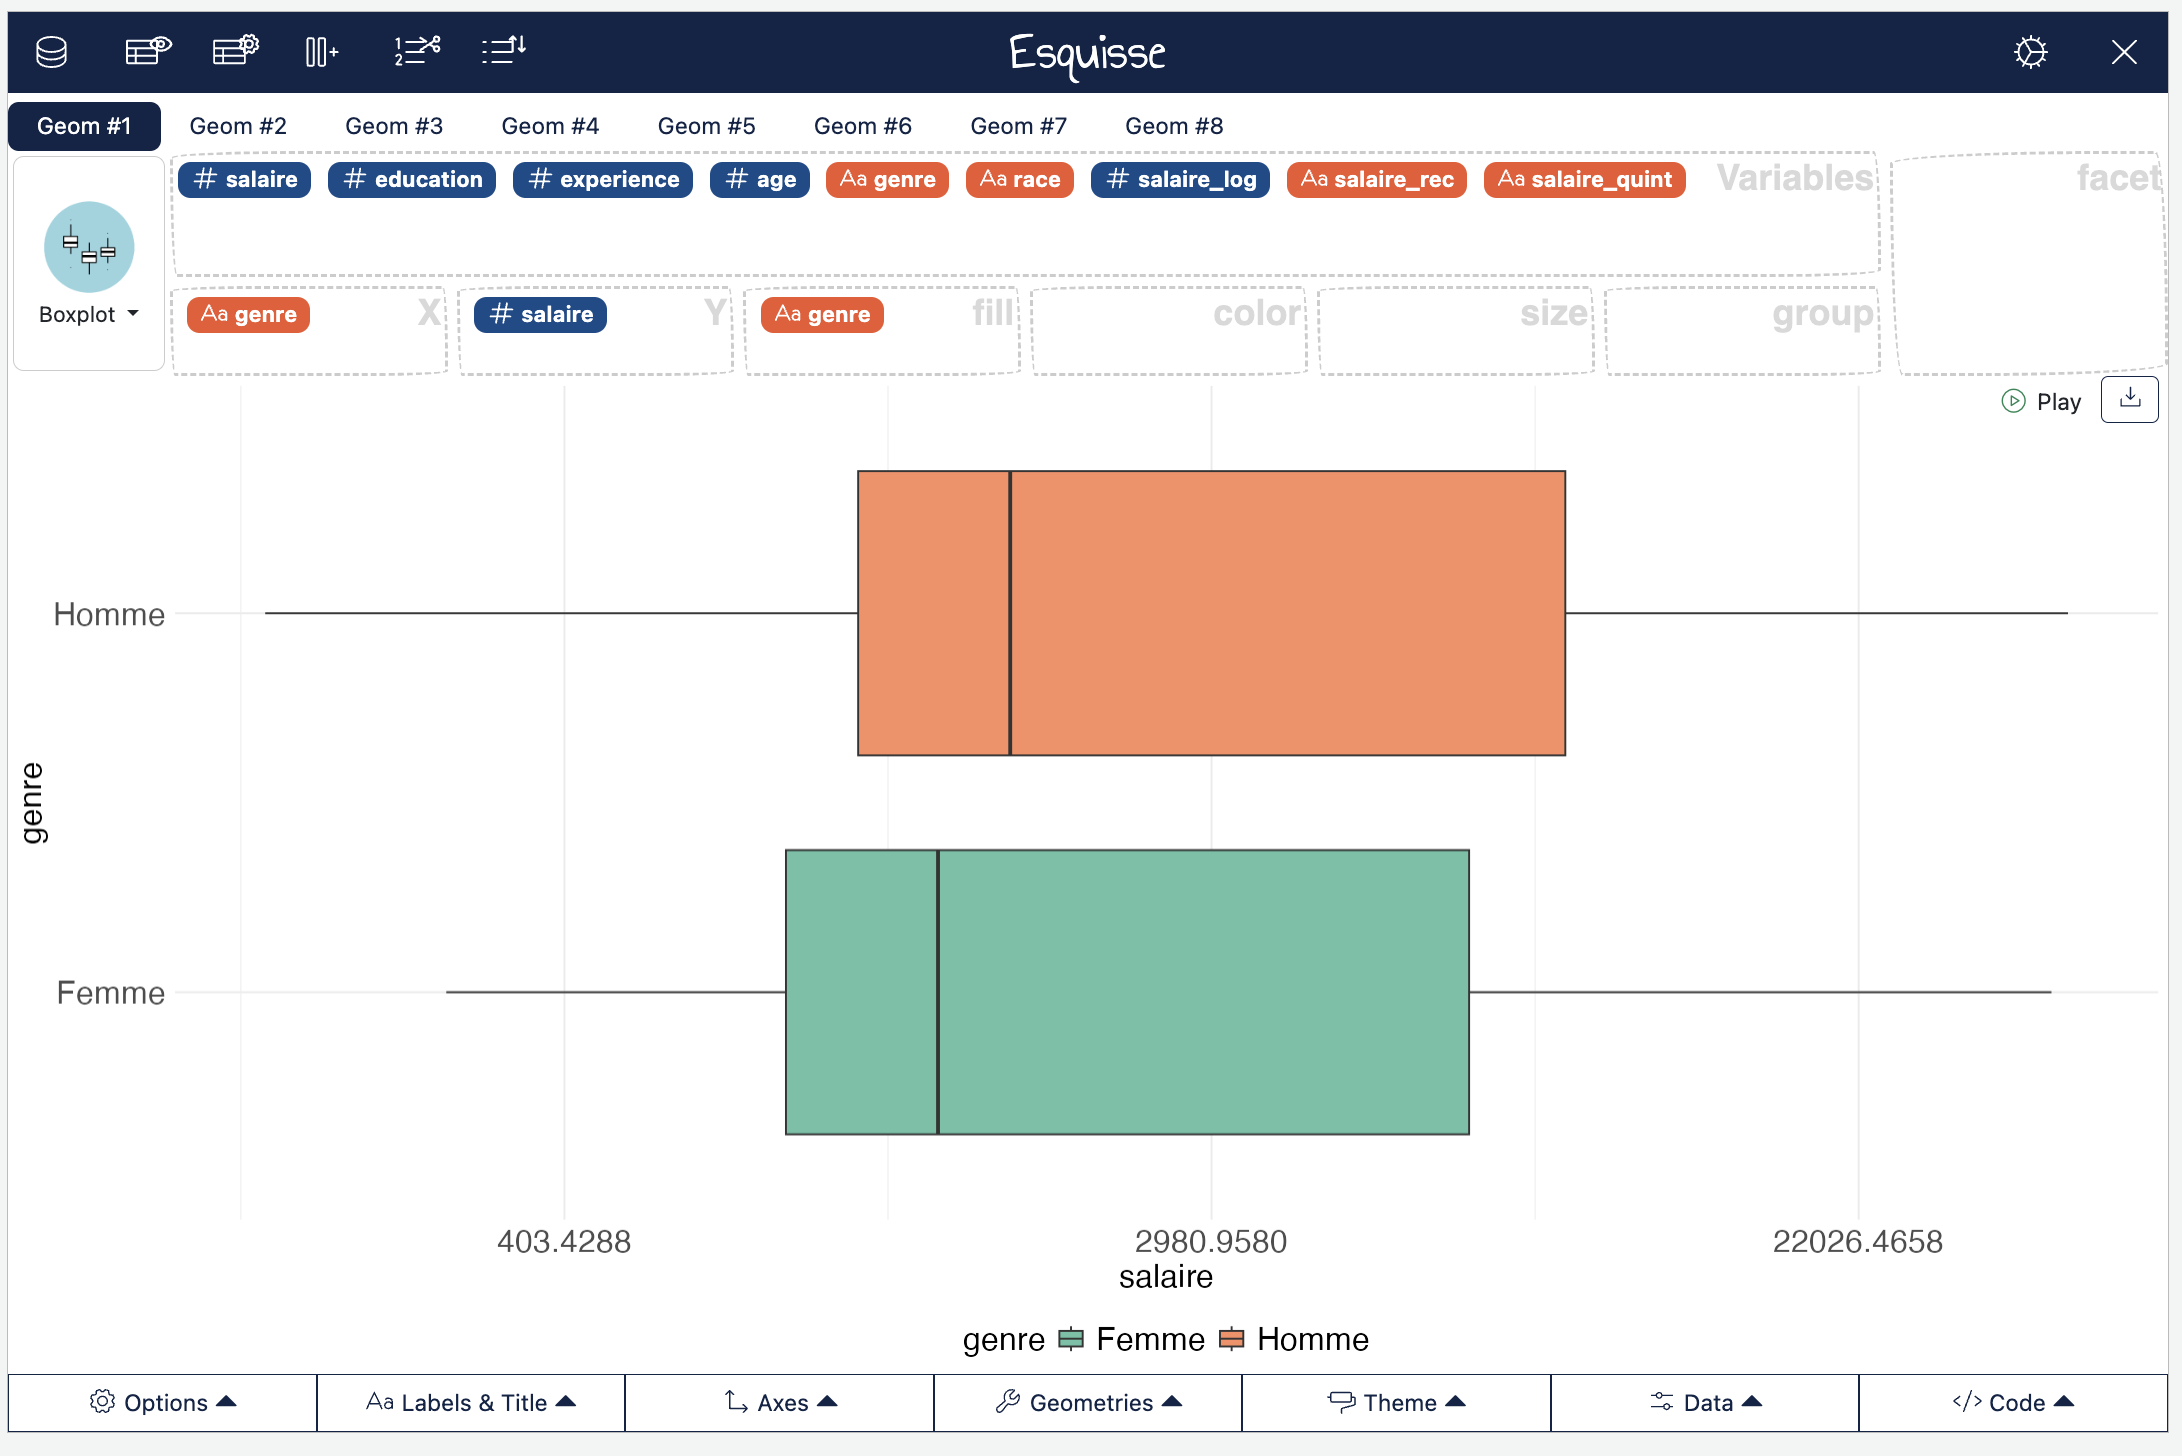 Esquisse
Geom #1 Geom #2 Geom #3 Geom #4 Geom #5 Geom #6 Geom #7 Geom #8
# salaire # education # experience # age Aa genre Aa race # salaire_log Aa salaire_rec Aa salaire_quint Variables facet
Boxplot
Aa genre X # salaire Y Aa genre fill color size group
Play
Homme
genre
Femme
403.4288 2980.9580 22026.4658
salaire
genre Femme Homme
Options Aa Labels & Title Axes Geometries Theme Data </> Code